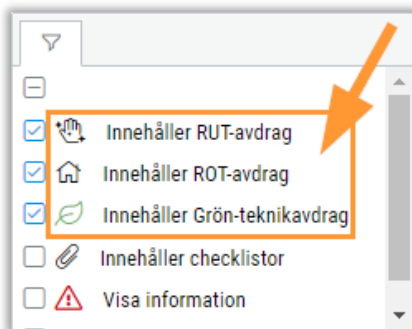 Innehåller RUT-avdrag
Innehåller ROT-avdrag
Innehåller Grön-teknikavdrag
Innehåller checklistor
Visa information